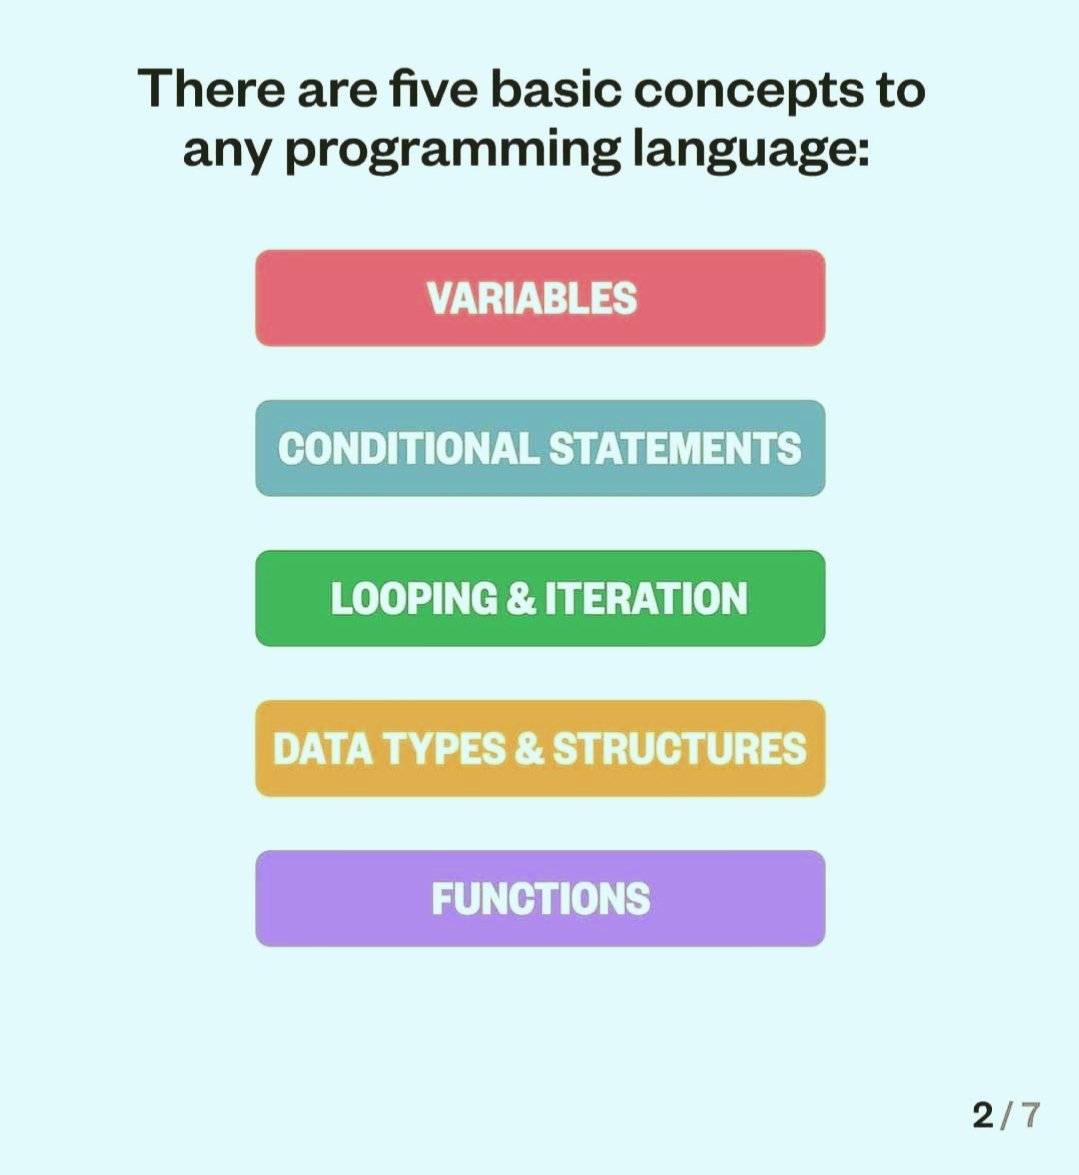 There are five basic concepts to
any programming language:
VARIABLES
CONDITIONAL STATEMENTS
LOOPING & ITERATION
DATA TYPES & STRUCTURES
FUNCTIONS
2 / 7